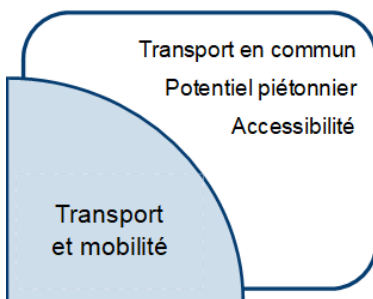 Transport en commun
Potentiel piétonnier
Accessibilité
Transport
et mobilité